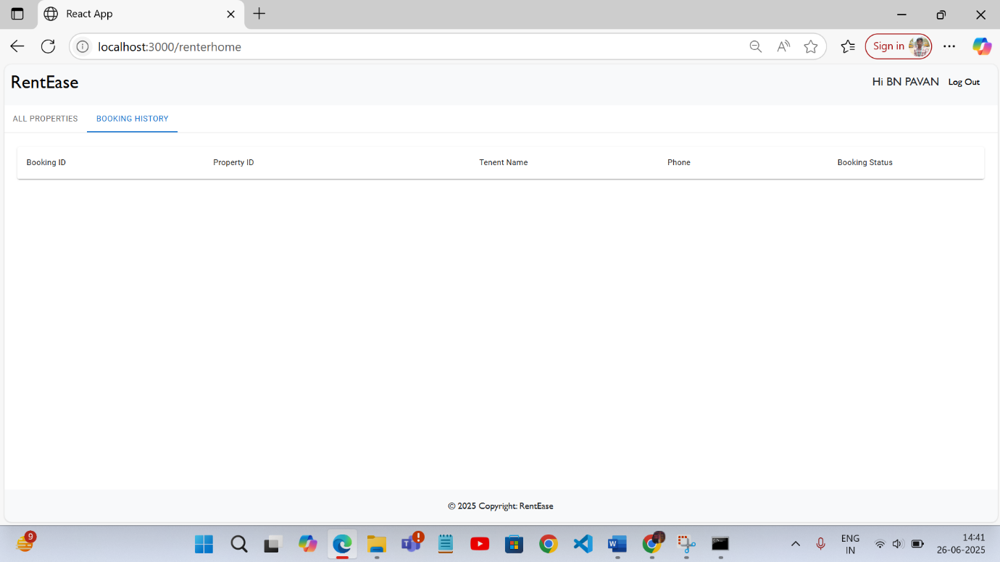 React App
localhost:3000/renterhome
Sign in
RentEase
Hi BN PAVAN Log Out
ALL PROPERTIES BOOKING HISTORY
Booking ID Property ID Tenent Name Phone Booking Status
© 2025 Copyright: RentEase
9
ENG
IN
14:41
26-06-2025